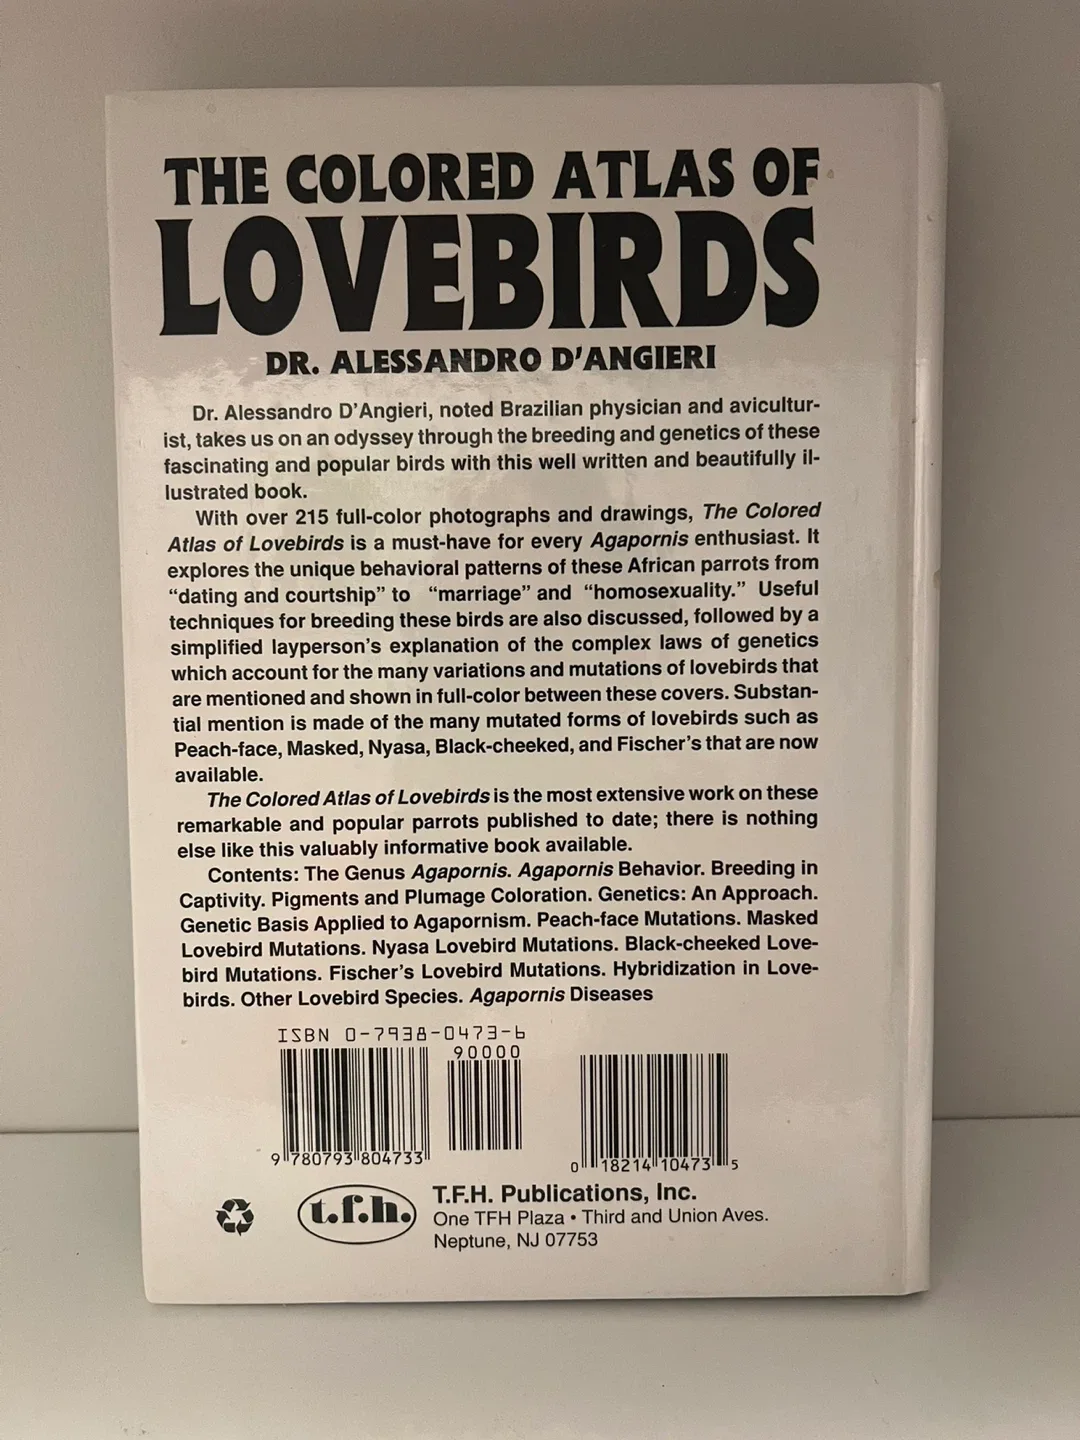 THE COLORED ATLAS OF
LOVEBIRDS
DR. ALESSANDRO D'ANGIERI
Dr. Alessandro D'Angieri, noted Brazilian physician and avicultur-
ist, takes us on an odyssey through the breeding and genetics of these
fascinating and popular birds with this well written and beautifully il-
lustrated book.
With over 215 full-color photographs and drawings, The Colored
Atlas of Lovebirds is a must-have for every Agapornis enthusiast. It
explores the unique behavioral patterns of these African parrots from
“dating and courtship” to “marriage” and “homosexuality.” Useful
techniques for breeding these birds are also discussed, followed by a
simplified layperson's explanation of the complex laws of genetics
which account for the many variations and mutations of lovebirds that
are mentioned and shown in full-color between these covers. Substan-
tial mention is made of the many mutated forms of lovebirds such as
Peach-face, Masked, Nyasa, Black-cheeked, and Fischer's that are now
available.
The Colored Atlas of Lovebirds is the most extensive work on these
remarkable and popular parrots published to date; there is nothing
else like this valuably informative book available.
Contents: The Genus Agapornis. Agapornis Behavior. Breeding in
Captivity. Pigments and Plumage Coloration. Genetics: An Approach.
Genetic Basis Applied to Agapornism. Peach-face Mutations. Masked
Lovebird Mutations. Nyasa Lovebird Mutations. Black-cheeked Love-
bird Mutations. Fischer's Lovebird Mutations. Hybridization in Love-
birds. Other Lovebird Species. Agapornis Diseases
ISBN 0-7938-0473-6
90000
9 780793 804733
0 18214 10473 5
t.f.h.
T.F.H. Publications, Inc.
One TFH Plaza • Third and Union Aves.
Neptune, NJ 07753